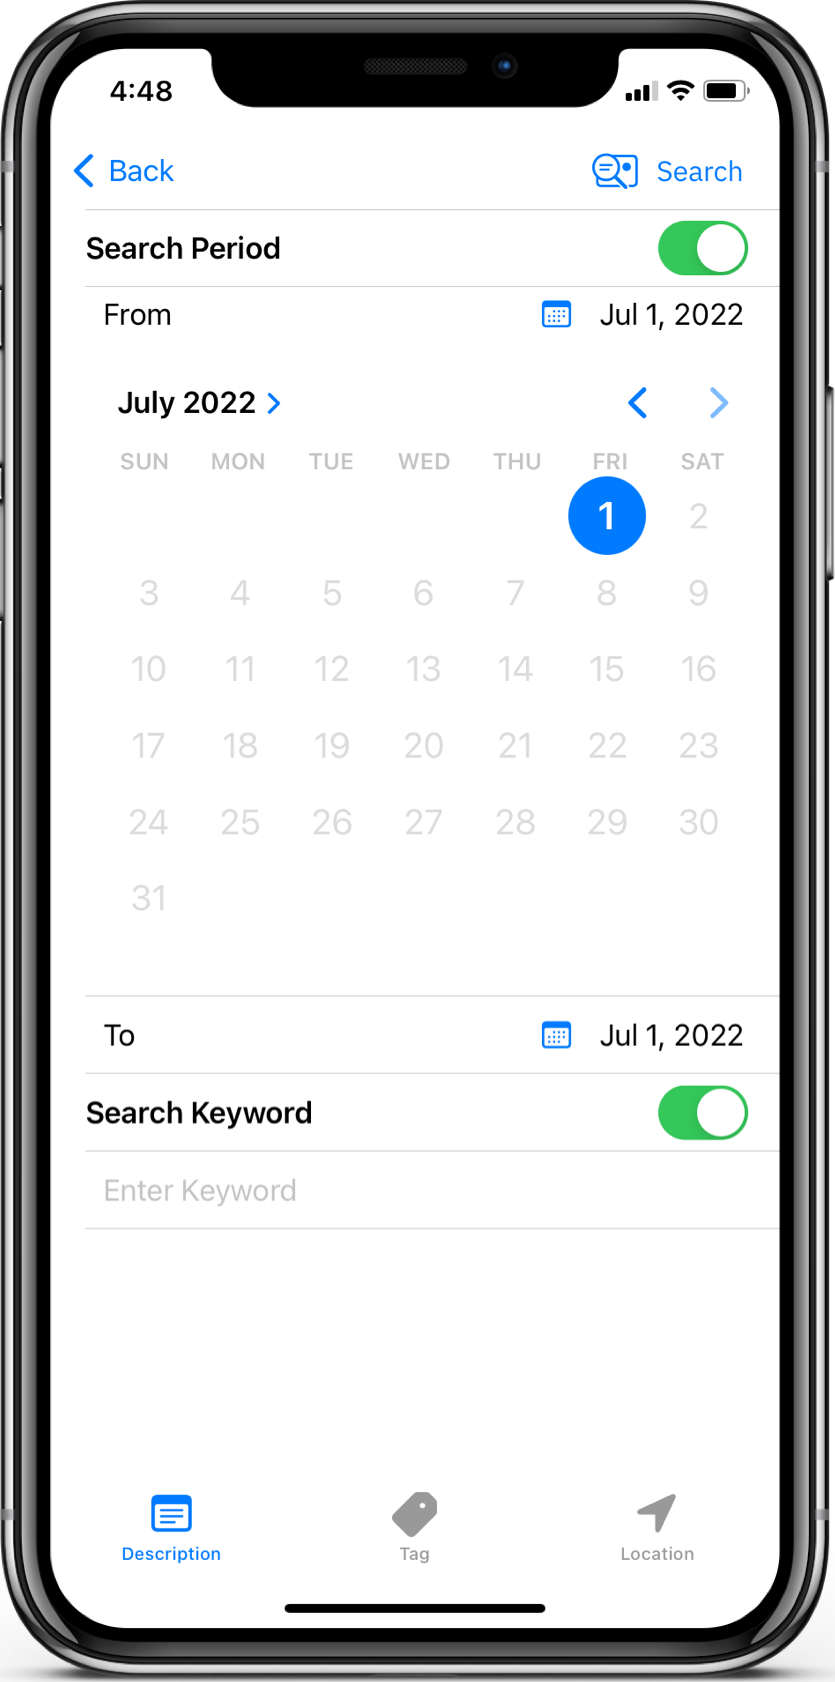 4:48
Back Search
Search Period
From Jul 1, 2022
July 2022
SUN MON TUE WED THU FRI SAT
1 2
3 4 5 6 7 8 9
10 11 12 13 14 15 16
17 18 19 20 21 22 23
24 25 26 27 28 29 30
31
To Jul 1, 2022
Search Keyword
Enter Keyword
Description Tag Location